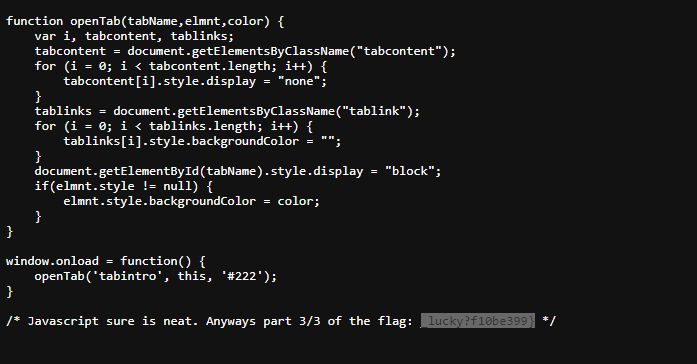 function openTab(tabName,elmnt,color) {
    var i, tabcontent, tablinks;
    tabcontent = document.getElementsByClassName("tabcontent");
    for (i = 0; i < tabcontent.length; i++) {
        tabcontent[i].style.display = "none";
    }
    tablinks = document.getElementsByClassName("tablink");
    for (i = 0; i < tablinks.length; i++) {
        tablinks[i].style.backgroundColor = "";
    }
    document.getElementById(tabName).style.display = "block";
    if(elmnt.style != null) {
        elmnt.style.backgroundColor = color;
    }
}
window.onload = function() {
    openTab('tabintro', this, '#222');
}
/* Javascript sure is neat. Anyways part 3/3 of the flag: _lucky?f10be399} */